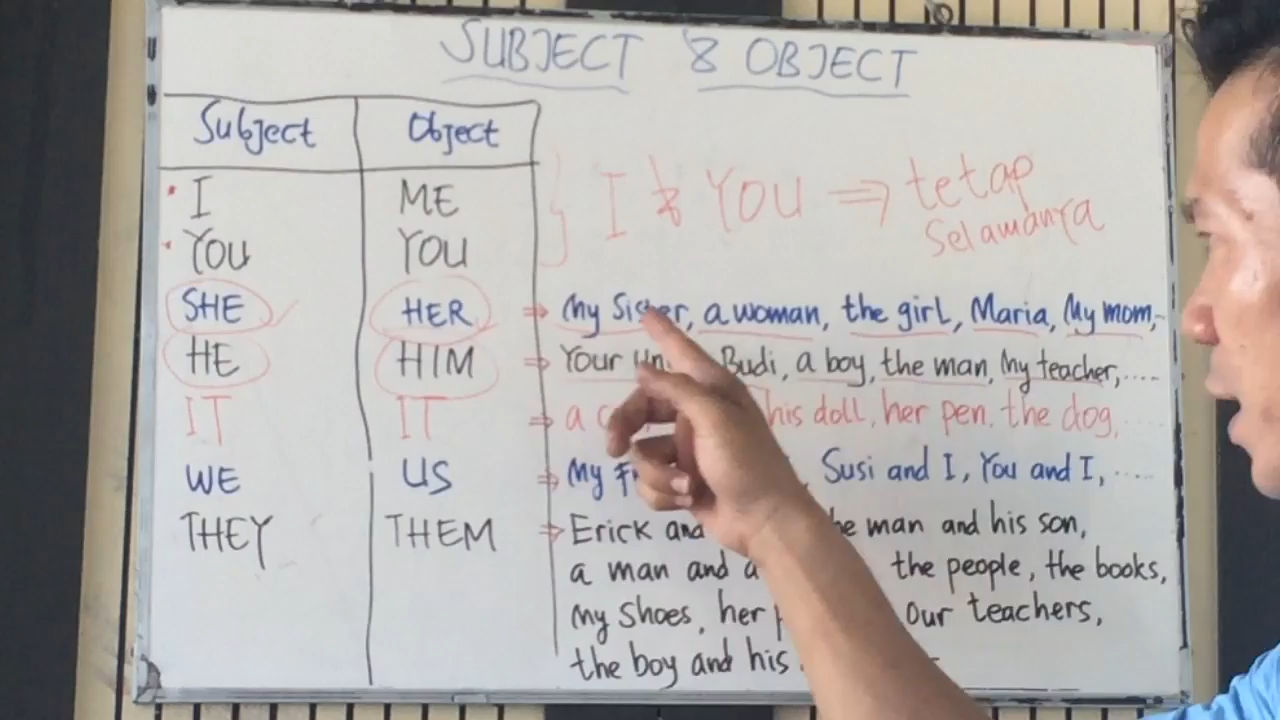 SUBJECT & OBJECT
Subject Object
I ME
YOU YOU
I & YOU ⇒ tetap
Selamanya
SHE HER ⇒ My Sister, a woman, the girl, Maria, My mom,
HE HIM ⇒ Your Budi, a boy, the man, My teacher, ....
IT IT ⇒ a his doll, her pen, the dog,
WE US ⇒ My Susi and I, You and I, .....
THEY THEM ⇒ Erick and man and his son,
a man and the people, the books,
My Shoes, her our teachers,
the boy and his